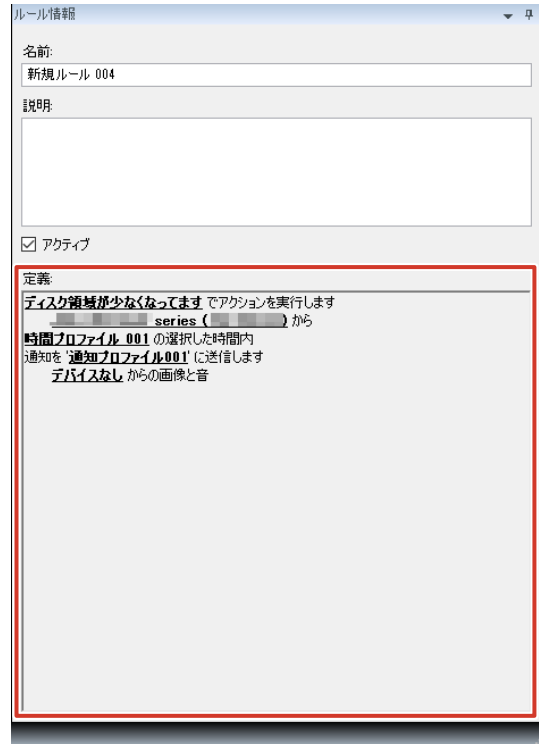 ルール情報
名前:
新規ルール 004
説明:
アクティブ
定義:
ディスク領域が少なくなってます でアクションを実行します
series ( ) から
時間プロファイル 001 の選択した時間内
通知を '通知プロファイル001' に送信します
デバイスなし からの画像と音